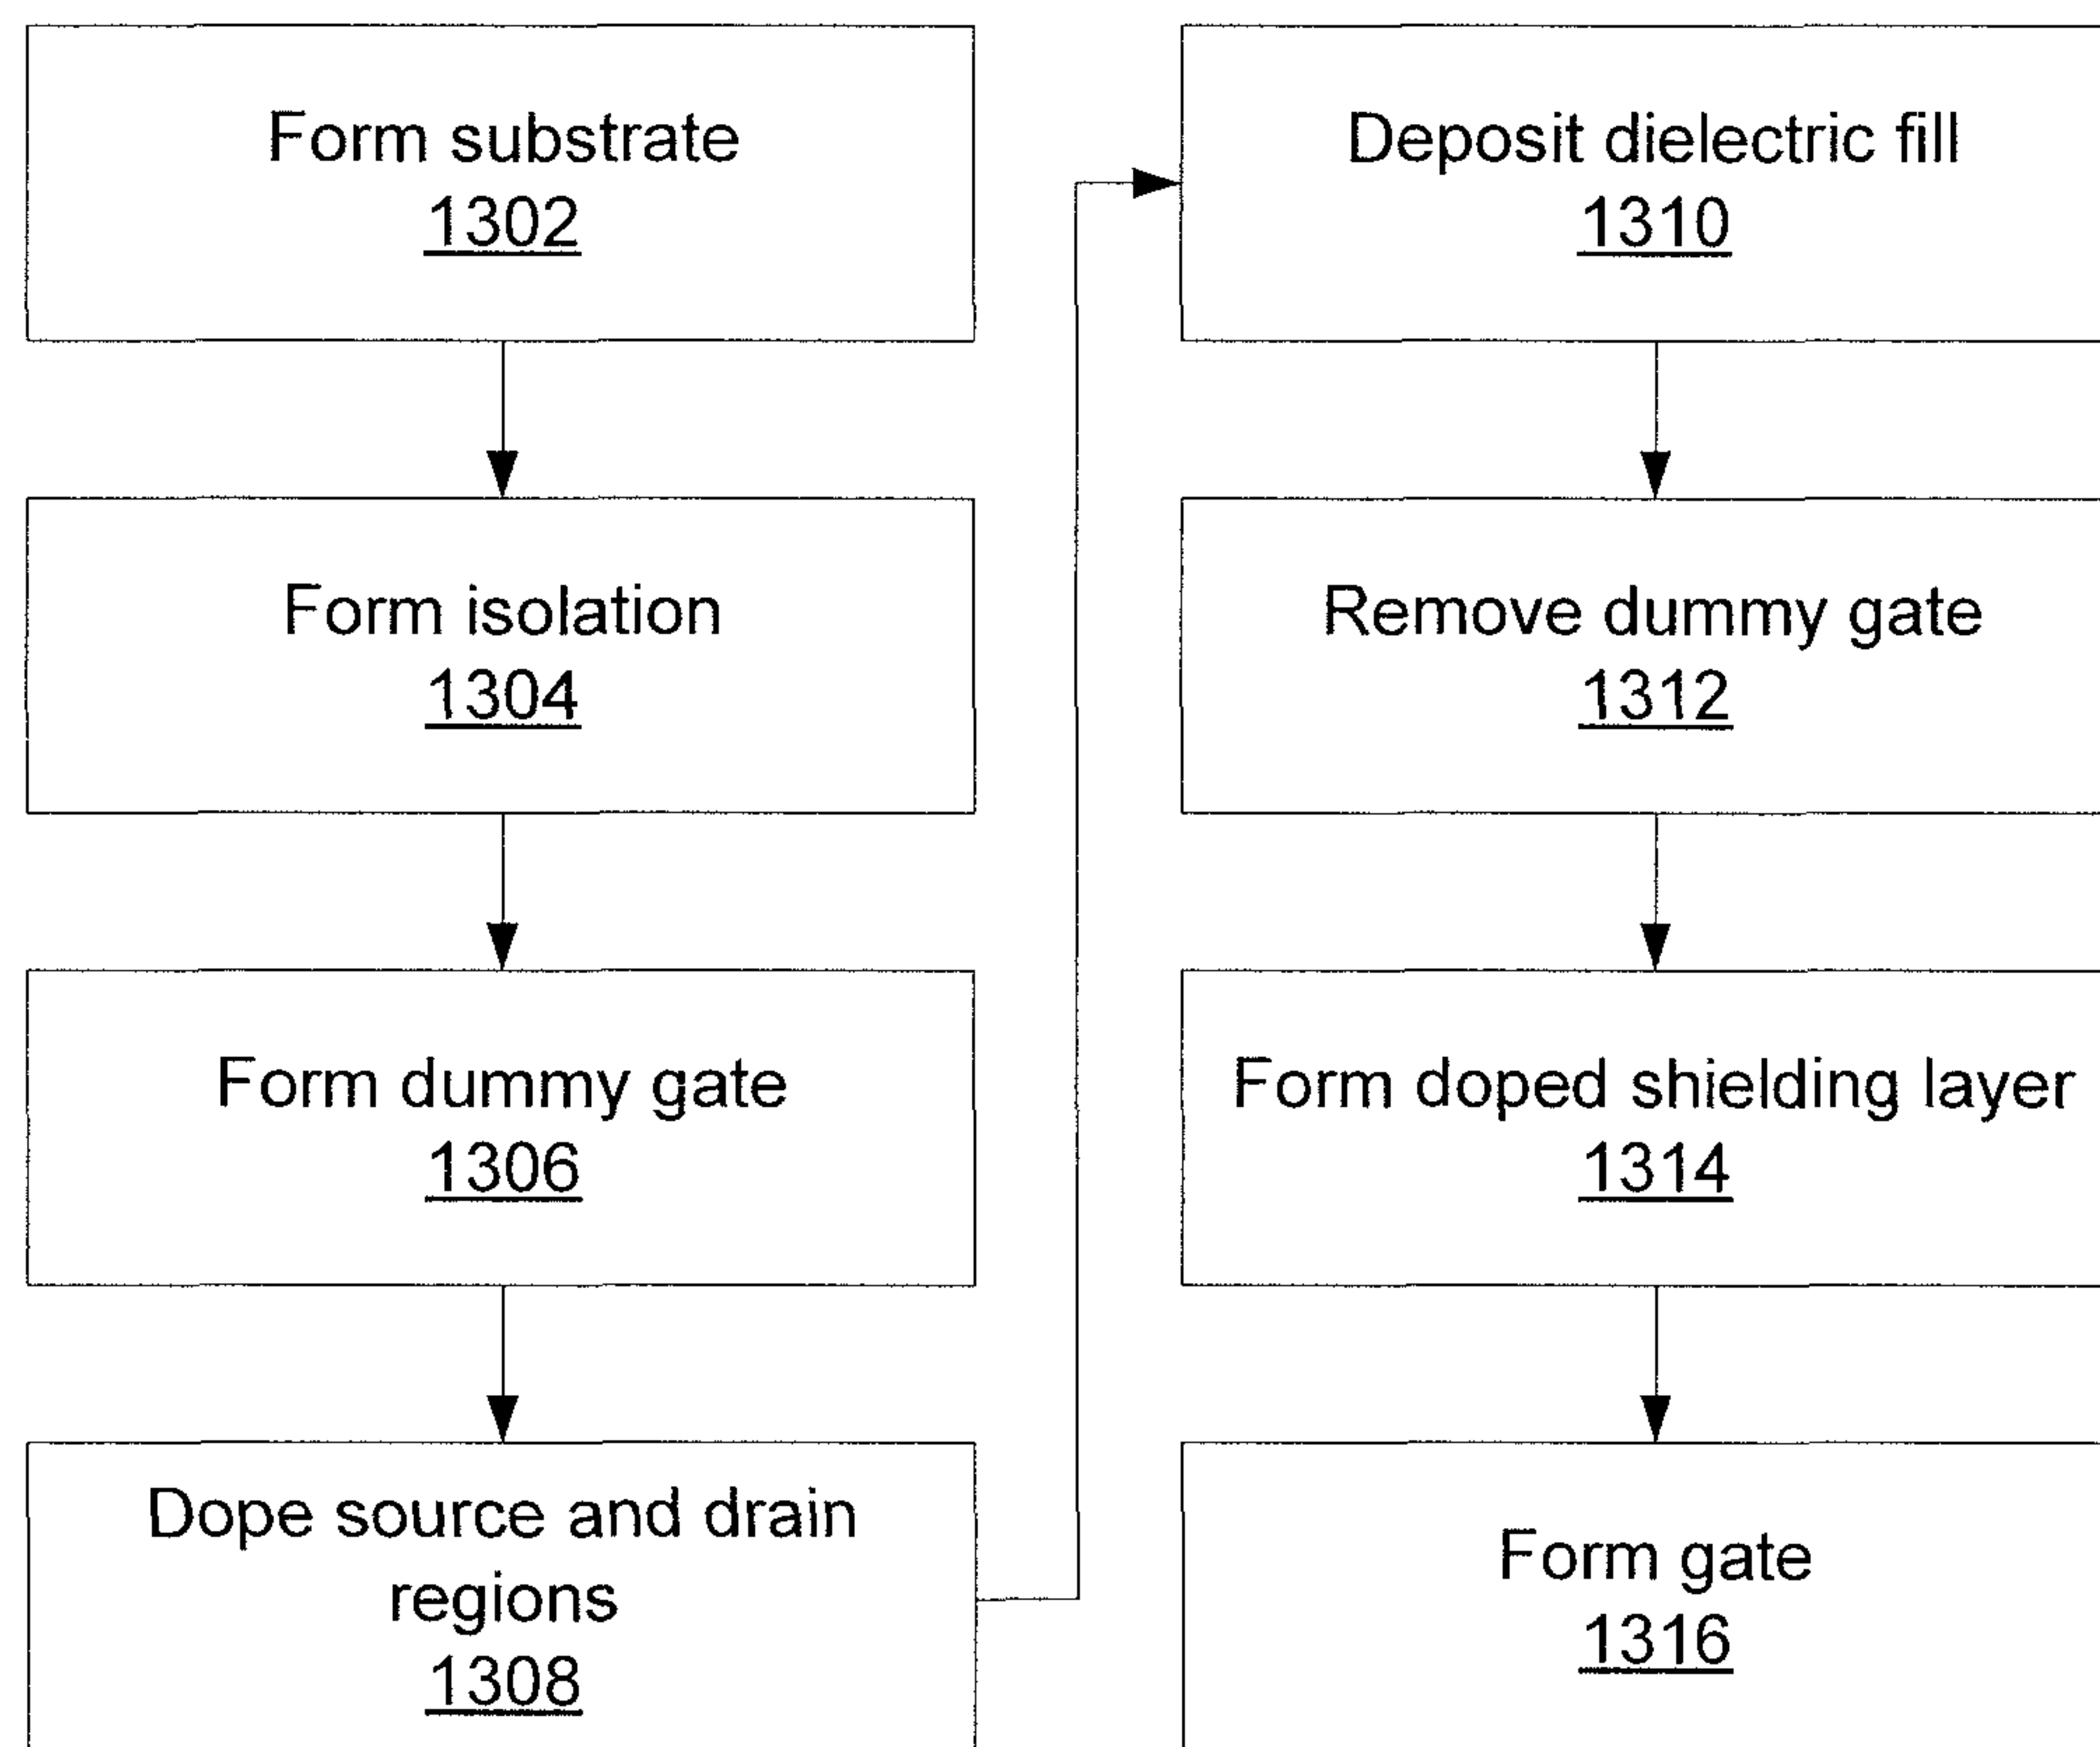 Form substrate
1302
Form isolation
1304
Form dummy gate
1306
Dope source and drain
regions
1308
Deposit dielectric fill
1310
Remove dummy gate
1312
Form doped shielding layer
1314
Form gate
1316